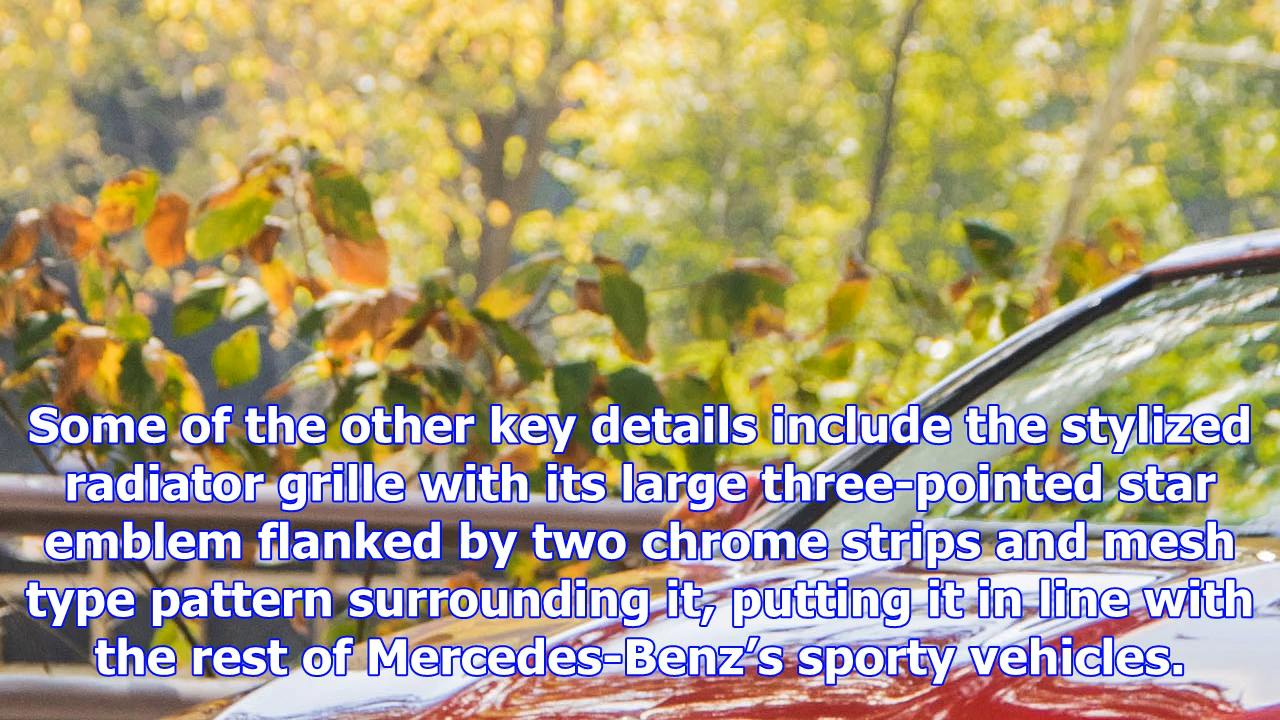 Some of the other key details include the stylized
radiator grille with its large three-pointed star
emblem flanked by two chrome strips and mesh
type pattern surrounding it, putting it in line with
the rest of Mercedes-Benz’s sporty vehicles.